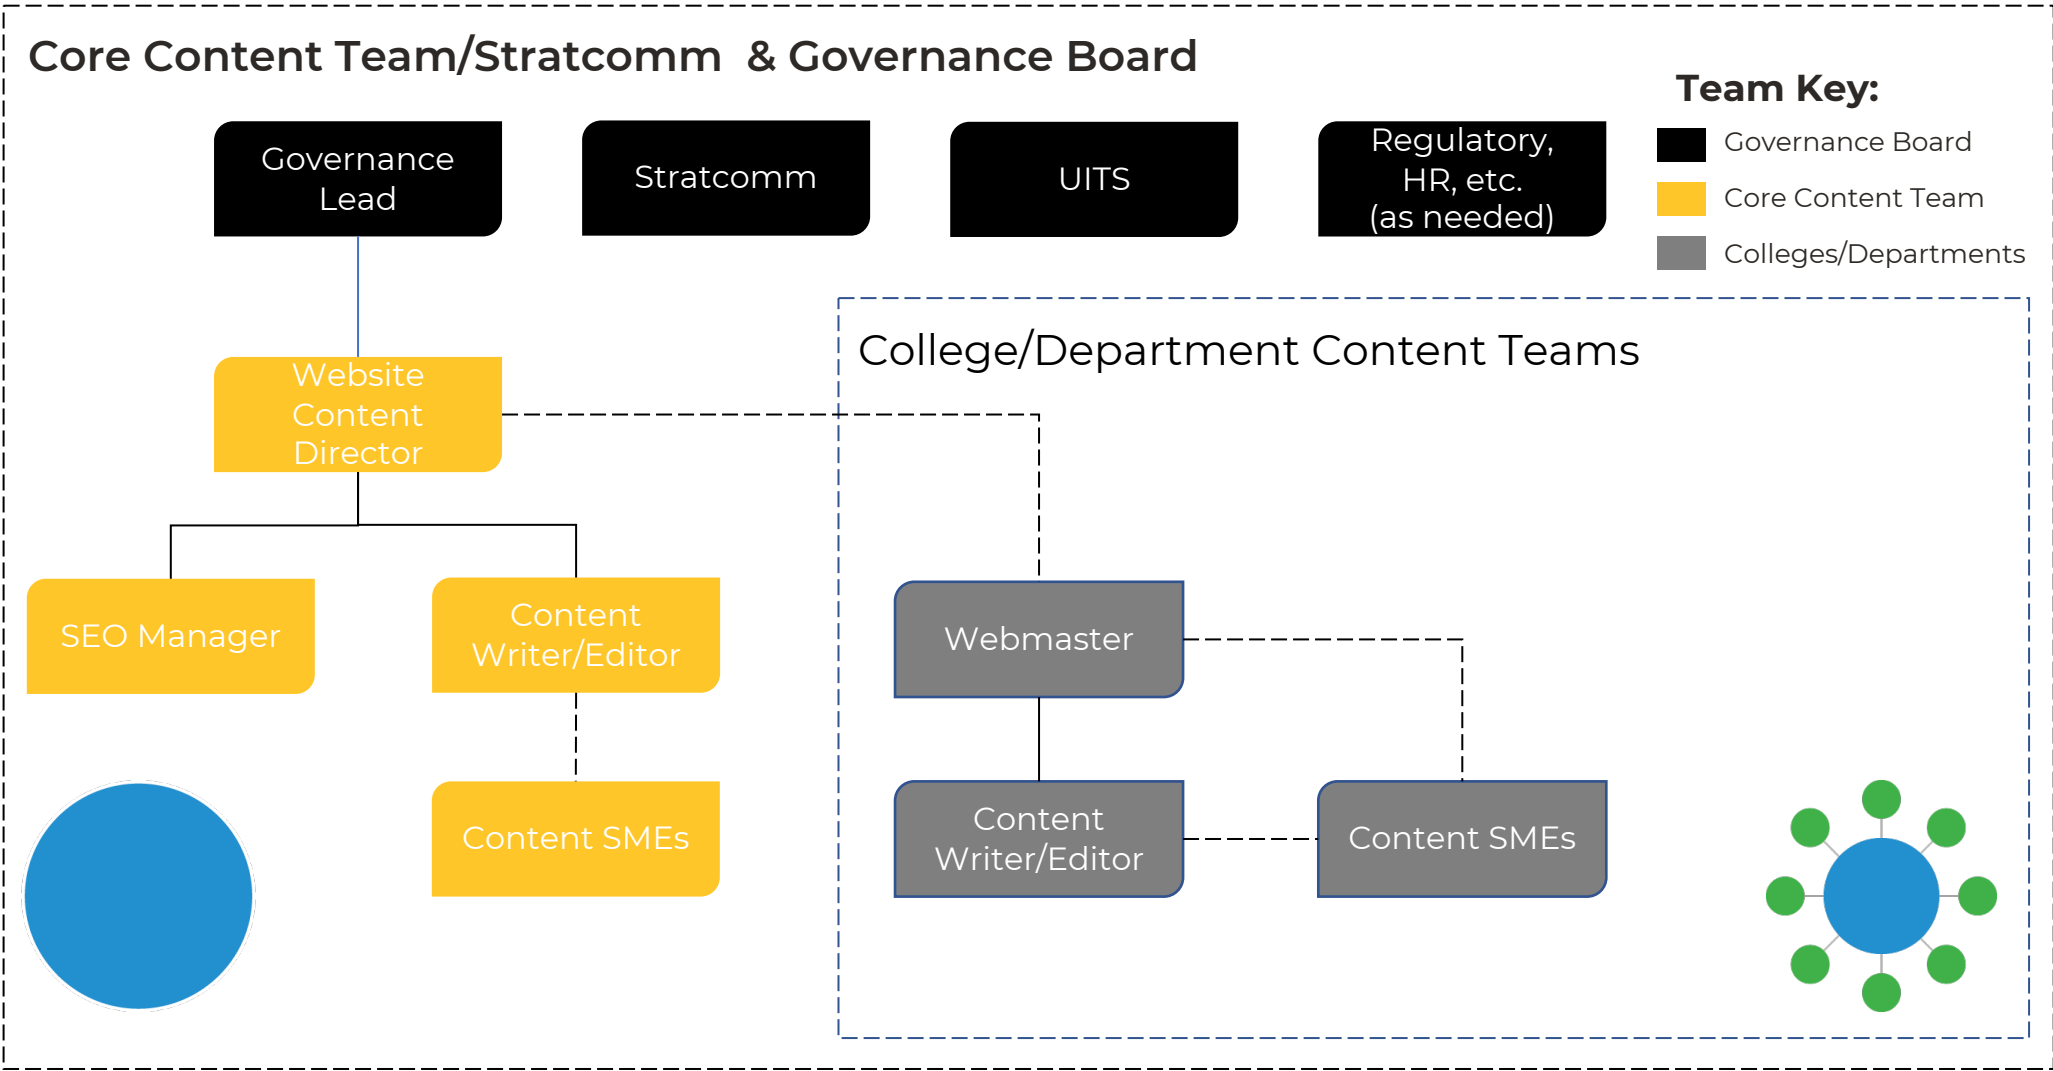 Core Content Team/Stratcomm & Governance Board
Team Key:
Governance Board
Core Content Team
Colleges/Departments
Governance
Lead
Stratcomm
UITS
Regulatory,
HR, etc.
(as needed)
Website
Content
Director
College/Department Content Teams
SEO Manager
Content
Writer/Editor
Content SMEs
Webmaster
Content
Writer/Editor
Content SMEs